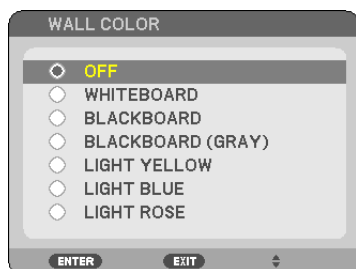 WALL COLOR
OFF
WHITEBOARD
BLACKBOARD
BLACKBOARD (GRAY)
LIGHT YELLOW
LIGHT BLUE
LIGHT ROSE
ENTER EXIT